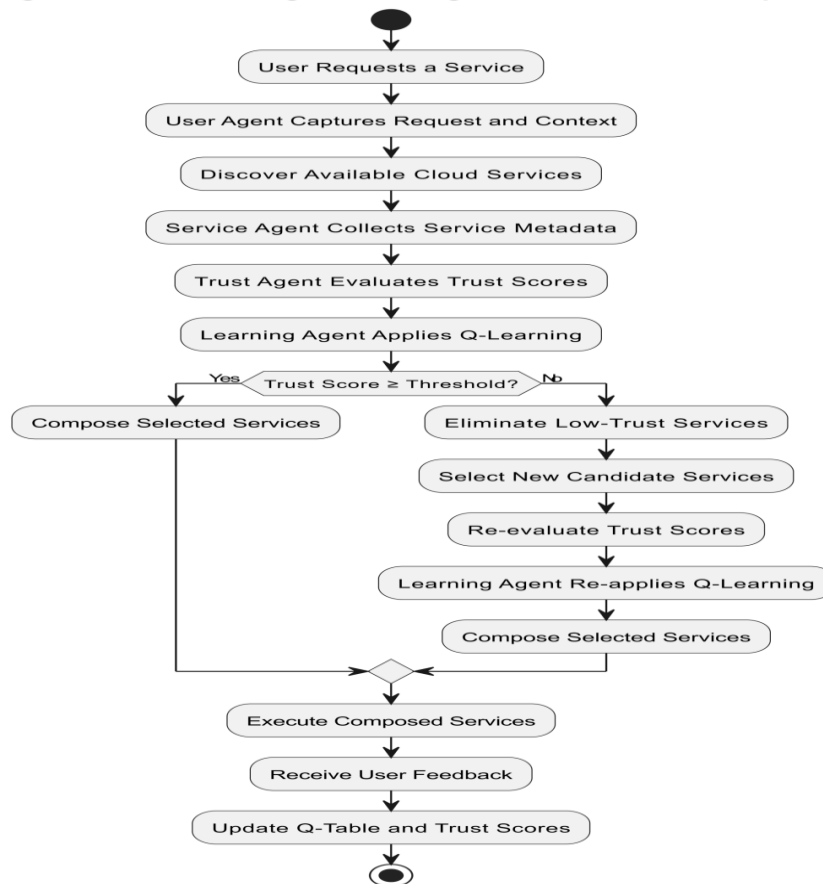 User Requests a Service
User Agent Captures Request and Context
Discover Available Cloud Services
Service Agent Collects Service Metadata
Trust Agent Evaluates Trust Scores
Learning Agent Applies Q-Learning
Yes
Trust Score ≥ Threshold?
No
Compose Selected Services
Eliminate Low-Trust Services
Select New Candidate Services
Re-evaluate Trust Scores
Learning Agent Re-applies Q-Learning
Compose Selected Services
Execute Composed Services
Receive User Feedback
Update Q-Table and Trust Scores